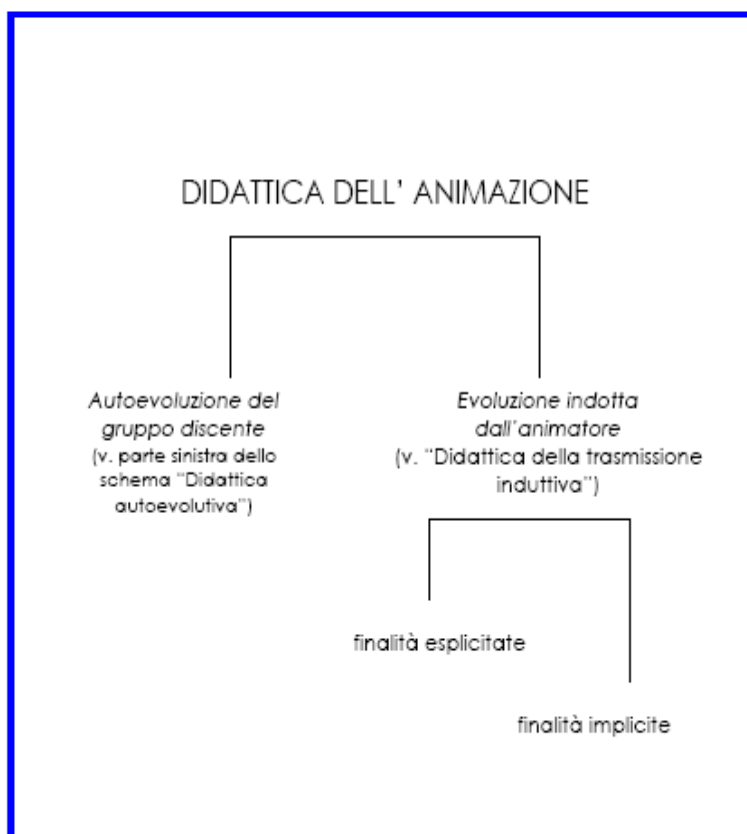 DIDATTICA DELL' ANIMAZIONE
Autoevoluzione del
gruppo discente
(v. parte sinistra dello
schema "Didattica
autoevolutiva")
Evoluzione indotta
dall'animatore
(v. "Didattica della trasmissione
induttiva")
finalità esplicitate
finalità implicite